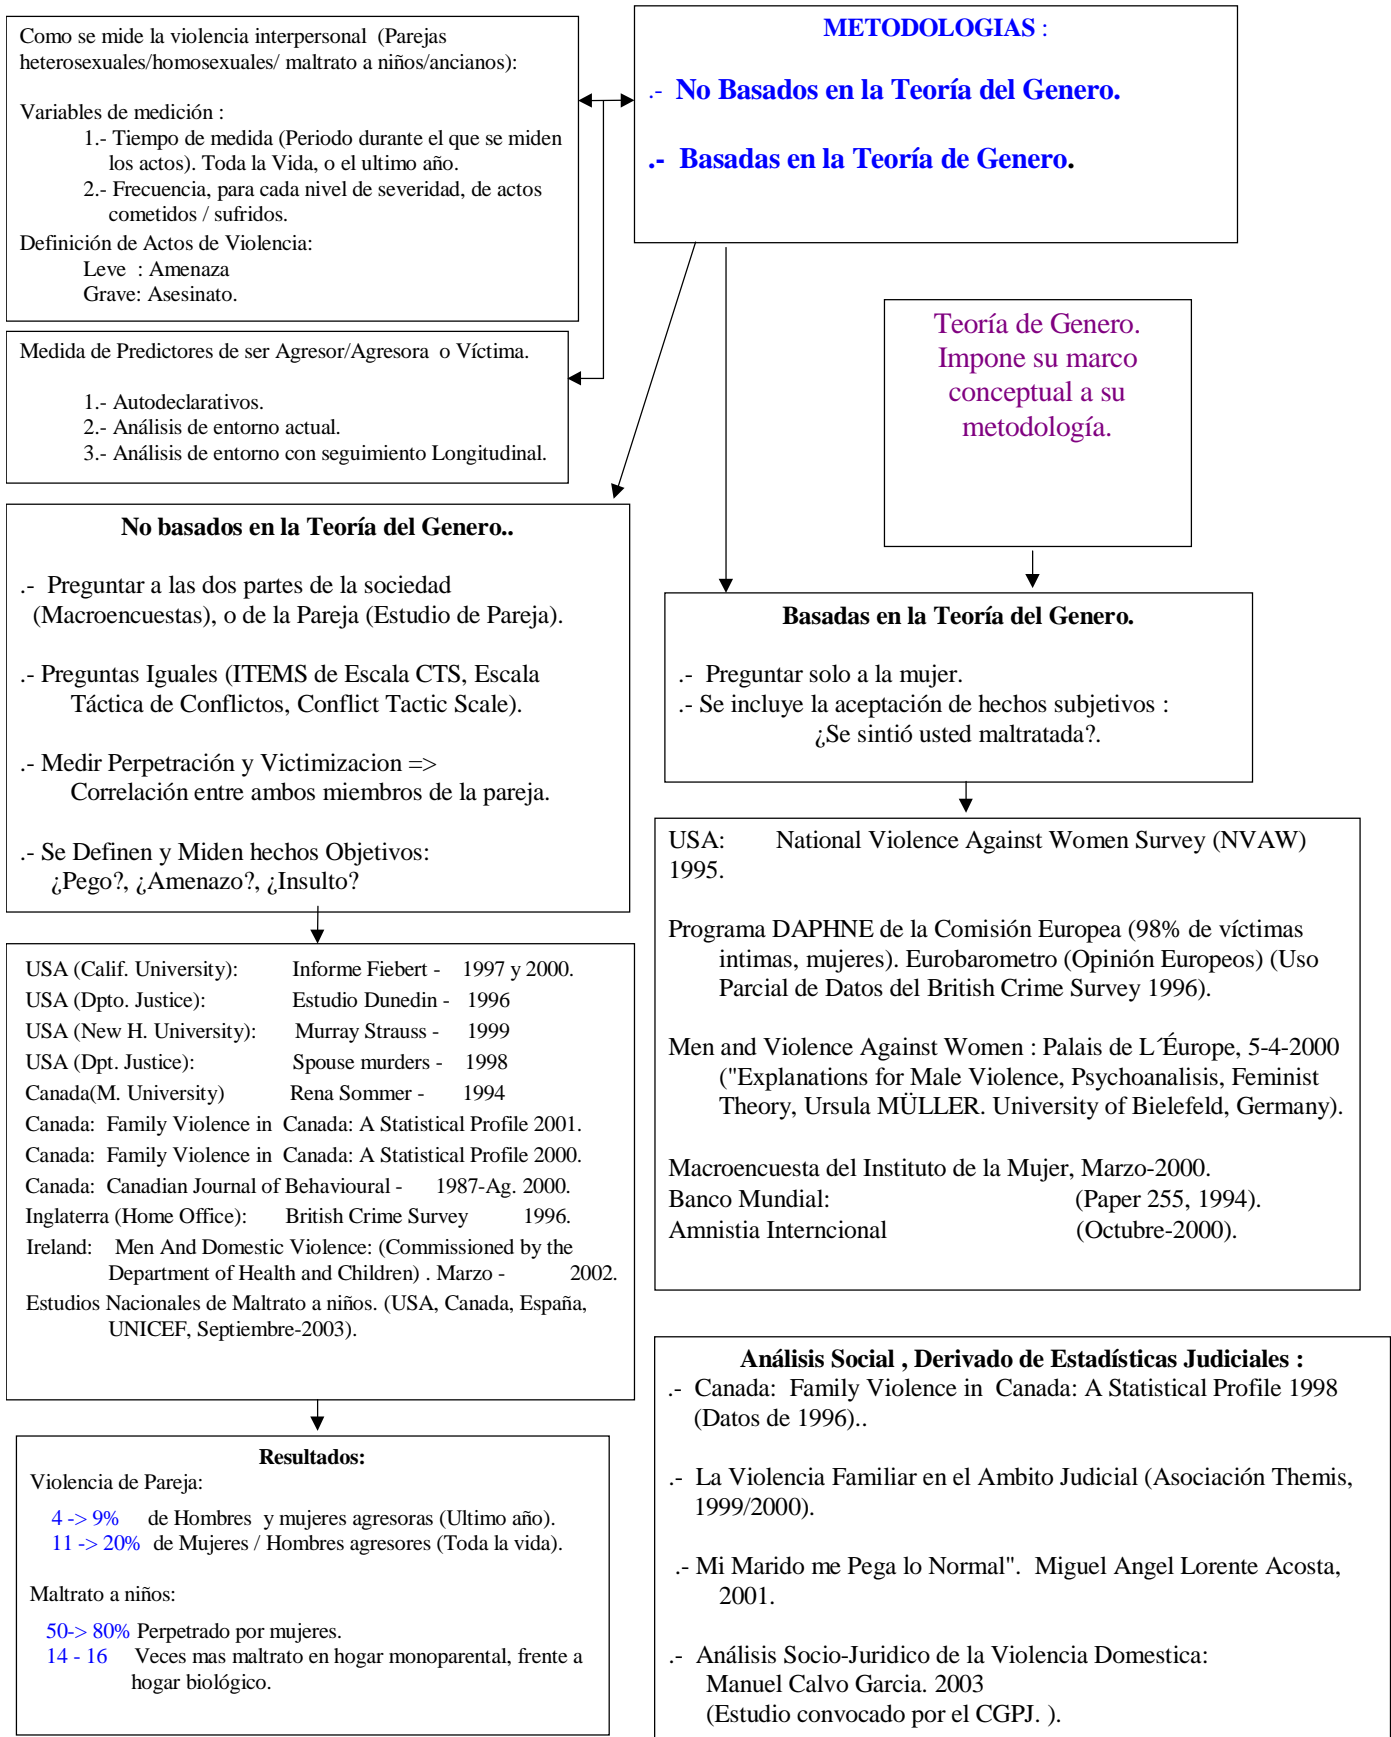 Como se mide la violencia interpersonal (Parejas
heterosexuales/homosexuales/ maltrato a niños/ancianos):
Variables de medición :
1.- Tiempo de medida (Periodo durante el que se miden
los actos). Toda la Vida, o el ultimo año.
2.- Frecuencia, para cada nivel de severidad, de actos
cometidos / sufridos.
Definición de Actos de Violencia:
Leve : Amenaza
Grave: Asesinato.
METODOLOGIAS :
.- No Basados en la Teoría del Genero.
.- Basadas en la Teoría de Genero.
Medida de Predictores de ser Agresor/Agresora o Víctima.
1.- Autodeclarativos.
2.- Análisis de entorno actual.
3.- Análisis de entorno con seguimiento Longitudinal.
Teoría de Genero.
Impone su marco
conceptual a su
metodología.
No basados en la Teoría del Genero..
.- Preguntar a las dos partes de la sociedad
(Macroencuestas), o de la Pareja (Estudio de Pareja).
.- Preguntas Iguales (ITEMS de Escala CTS, Escala
Táctica de Conflictos, Conflict Tactic Scale).
.- Medir Perpetración y Victimizacion =>
Correlación entre ambos miembros de la pareja.
.- Se Definen y Miden hechos Objetivos:
¿Pego?, ¿Amenazo?, ¿Insulto?
Basadas en la Teoría del Genero.
.- Preguntar solo a la mujer.
.- Se incluye la aceptación de hechos subjetivos :
¿Se sintió usted maltratada?.
USA (Calif. University): Informe Fiebert - 1997 y 2000.
USA (Dpto. Justice): Estudio Dunedin - 1996
USA (New H. University): Murray Strauss - 1999
USA (Dpt. Justice): Spouse murders - 1998
Canada(M. University) Rena Sommer - 1994
Canada: Family Violence in Canada: A Statistical Profile 2001.
Canada: Family Violence in Canada: A Statistical Profile 2000.
Canada: Canadian Journal of Behavioural - 1987-Ag. 2000.
Inglaterra (Home Office): British Crime Survey 1996.
Ireland: Men And Domestic Violence: (Commissioned by the
Department of Health and Children) . Marzo - 2002.
Estudios Nacionales de Maltrato a niños. (USA, Canada, España,
UNICEF, Septiembre-2003).
USA: National Violence Against Women Survey (NVAW)
1995.
Programa DAPHNE de la Comisión Europea (98% de víctimas
intimas, mujeres). Eurobarometro (Opinión Europeos) (Uso
Parcial de Datos del British Crime Survey 1996).
Men and Violence Against Women : Palais de L´Europe, 5-4-2000
("Explanations for Male Violence, Psychoanalisis, Feminist
Theory, Ursula MÜLLER. University of Bielefeld, Germany).
Macroencuesta del Instituto de la Mujer, Marzo-2000.
Banco Mundial: (Paper 255, 1994).
Amnistia Interncional (Octubre-2000).
Resultados:
Violencia de Pareja:
4 -> 9% de Hombres y mujeres agresoras (Ultimo año).
11 -> 20% de Mujeres / Hombres agresores (Toda la vida).
Maltrato a niños:
50-> 80% Perpetrado por mujeres.
14 - 16 Veces mas maltrato en hogar monoparental, frente a
hogar biológico.
Análisis Social , Derivado de Estadísticas Judiciales :
.- Canada: Family Violence in Canada: A Statistical Profile 1998
(Datos de 1996)..
.- La Violencia Familiar en el Ambito Judicial (Asociación Themis,
1999/2000).
.- Mi Marido me Pega lo Normal". Miguel Angel Lorente Acosta,
2001.
.- Análisis Socio-Juridico de la Violencia Domestica:
Manuel Calvo Garcia. 2003
(Estudio convocado por el CGPJ. ).